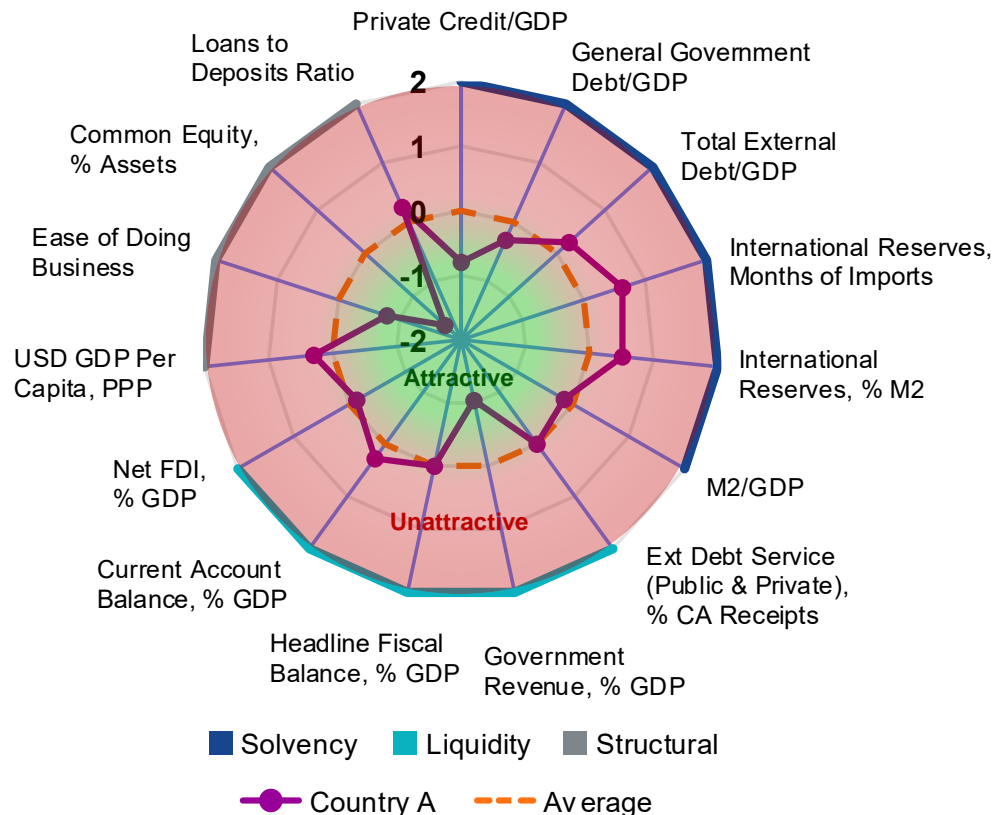 Private Credit/GDP
General Government
Debt/GDP
Total External
Debt/GDP
International Reserves,
Months of Imports
International
Reserves, % M2
M2/GDP
Ext Debt Service
(Public & Private),
% CA Receipts
Government
Revenue, % GDP
Headline Fiscal
Balance, % GDP
Current Account
Balance, % GDP
Net FDI,
% GDP
USD GDP Per
Capita, PPP
Ease of Doing
Business
Common Equity,
% Assets
Loans to
Deposits Ratio
2
1
0
-1
-2
Attractive
Unattractive
Solvency
Liquidity
Structural
Country A
Average